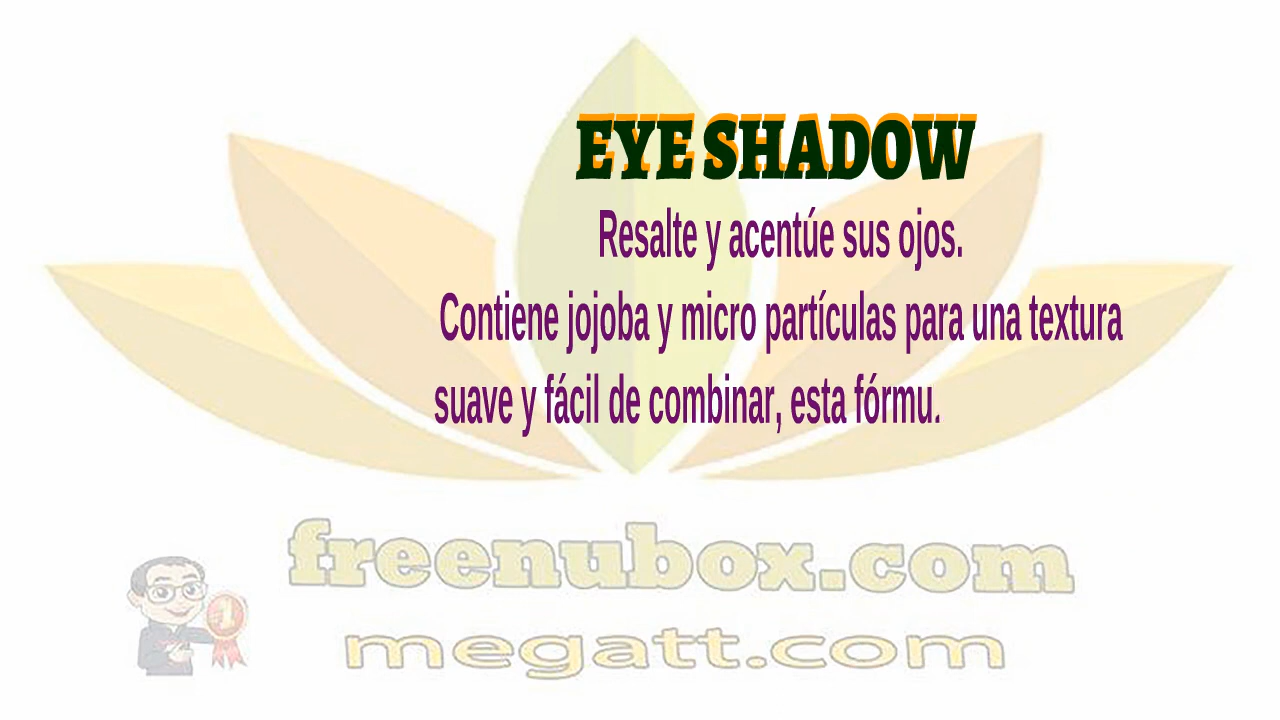 EYE SHADOW
Resalte y acentúe sus ojos.
Contiene jojoba y micro partículas para una textura
suave y fácil de combinar, esta fórmu.
freenubox.com
1
megatt.com